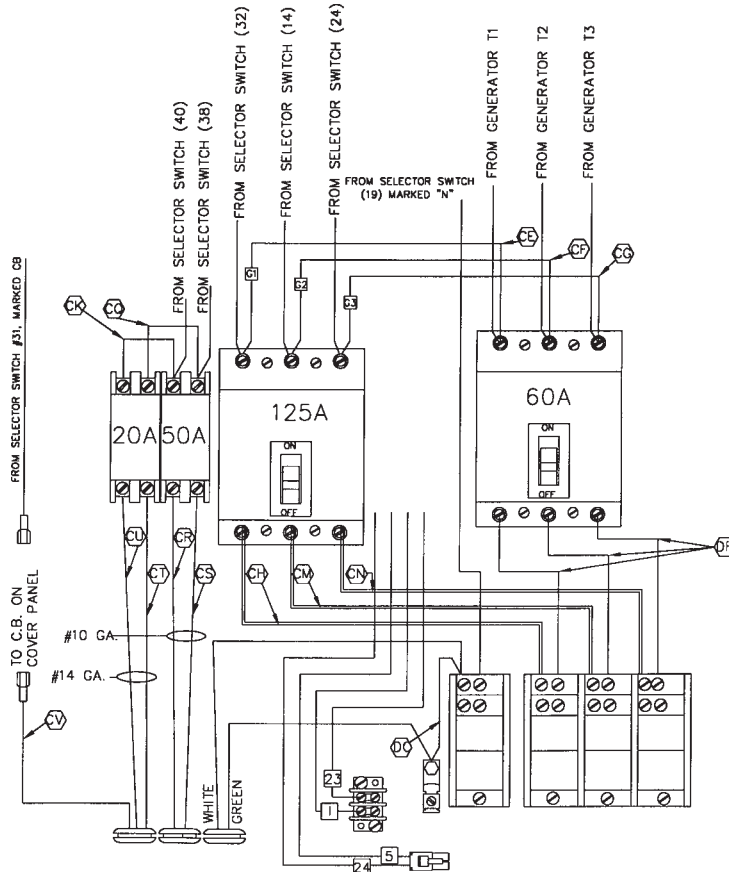 FROM SELECTOR SWITCH (32)
FROM SELECTOR SWITCH (14)
FROM SELECTOR SWITCH (24)
FROM GENERATOR T1
FROM GENERATOR T2
FROM GENERATOR T3
FROM SELECTOR SWITCH (40)
FROM SELECTOR SWITCH (38)
FROM SELECTOR SWITCH
(19) MARKED "N"
FROM SELECTOR SWITCH #31, MARKED CB
CE
CF
CG
G1
G2
G3
CK
CQ
20A
50A
125A
ON
OFF
60A
ON
OFF
CU
CT
CR
CS
CH
CM
CN
DF
TO C.B. ON
COVER PANEL
#10 GA.
#14 GA.
CV
DC
WHITE
GREEN
23
1
5
24